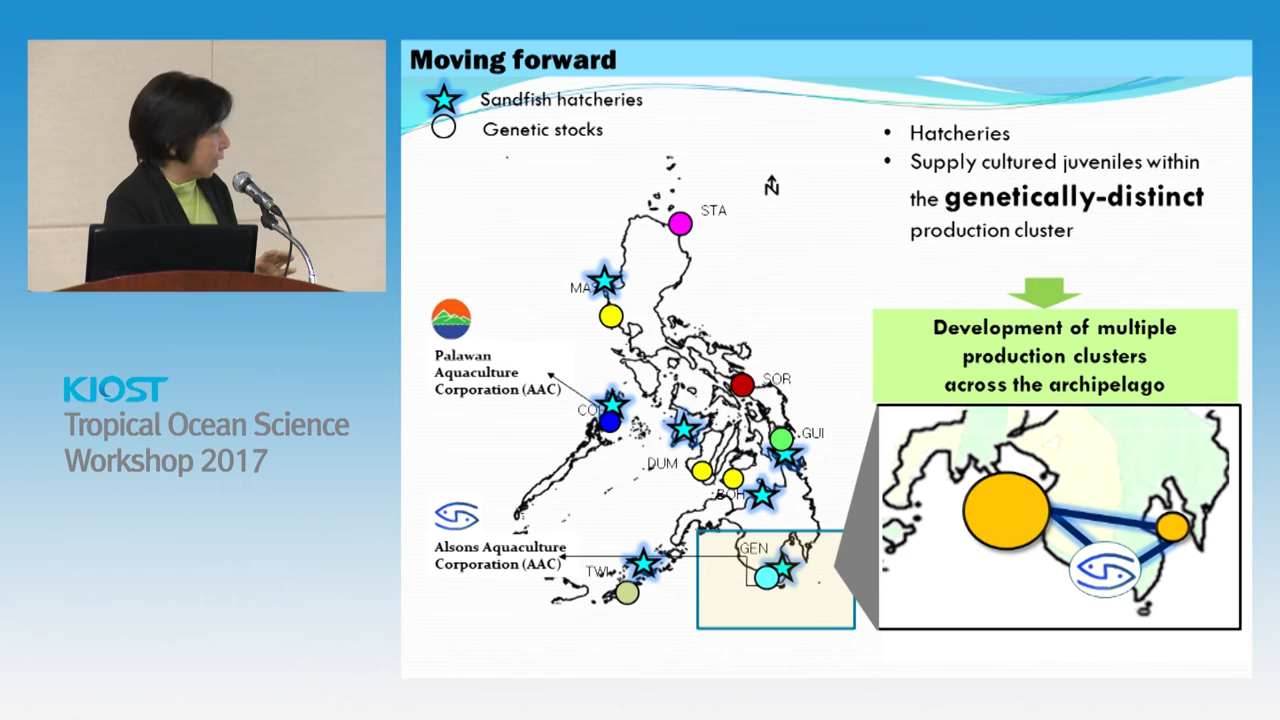 Moving forward
Sandfish hatcheries
Genetic stocks
• Hatcheries
• Supply cultured juveniles within
the genetically-distinct
production cluster
N
STA
Palawan
Aquaculture
Corporation (AAC)
SOR
GUI
DUM
BOH
Development of multiple
production clusters
across the archipelago
Alsons Aquaculture
Corporation (AAC)
GEN
KIOST
Tropical Ocean Science
Workshop 2017